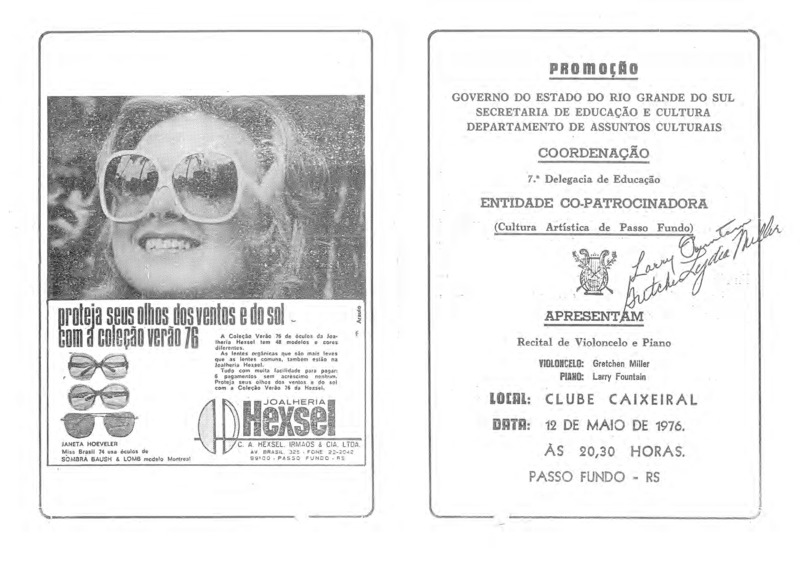 proteja seus olhos dos ventos e do sol
com a coleção verão 76
Arauto
A Coleção Verão 76 de óculos da Joa-
lheria Hexsel tem 48 modelos e cores
diferentes.
As lentes orgânicas que são mais leves
que as lentes comuns, também estão na
Joalheria Hexsel.
Tudo com muita facilidade para pagar:
6 pagamentos sem acréscimo nenhum.
Proteja seus olhos dos ventos e do sol
com a Coleção Verão 76 da Hexsel.
JANETA HOEVELER
Miss Brasil 74 usa óculos de
SOMBRA BAUSH & LOMB modelo Montreal
JOALHERIA
Hexsel
C. A. HEXSEL, IRMÃOS & CIA. LTDA.
AV. BRASIL 325 - FONE 22-2042
99100 - PASSO FUNDO - RS
PROMOÇÃO
GOVERNO DO ESTADO DO RIO GRANDE DO SUL
SECRETARIA DE EDUCAÇÃO E CULTURA
DEPARTAMENTO DE ASSUNTOS CULTURAIS
COORDENAÇÃO
7.ª Delegacia de Educação
ENTIDADE CO-PATROCINADORA
(Cultura Artística de Passo Fundo)
Larry Fountain
Gretchen Lydia Miller
APRESENTAM
Recital de Violoncelo e Piano
VIOLONCELO: Gretchen Miller
PIANO: Larry Fountain
LOCAL: CLUBE CAIXEIRAL
DATA: 12 DE MAIO DE 1976.
ÀS 20,30 HORAS.
PASSO FUNDO - RS